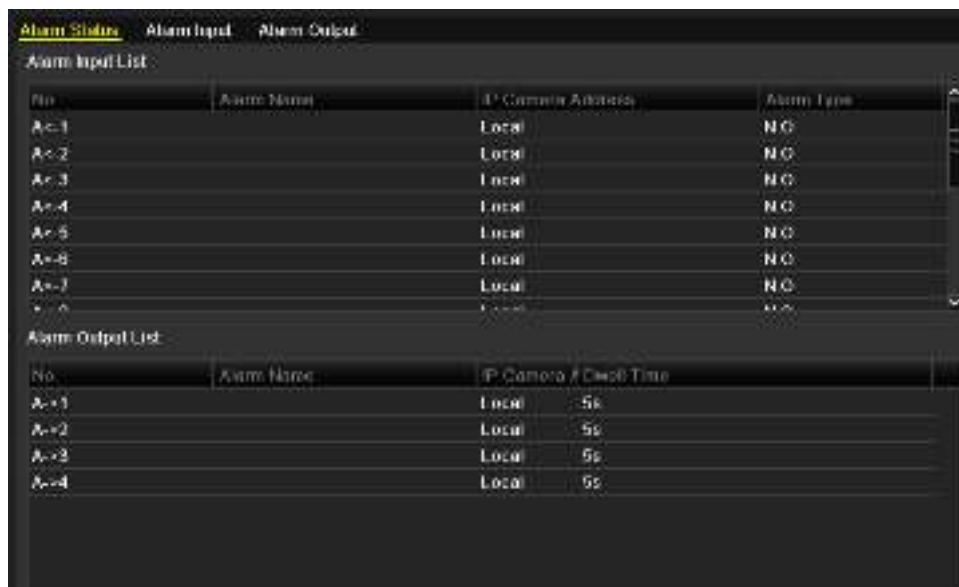 Alarm Status Alarm Input Alarm Output
Alarm Input List
No. Alarm Name IP Camera Address Alarm Type
A<-1 Local N.O
A<-2 Local N.O
A<-3 Local N.O
A<-4 Local N.O
A<-5 Local N.O
A<-6 Local N.O
A<-7 Local N.O
Alarm Output List
No. Alarm Name IP Camera A Dwell Time
A->1 Local 5s
A->2 Local 5s
A->3 Local 5s
A->4 Local 5s